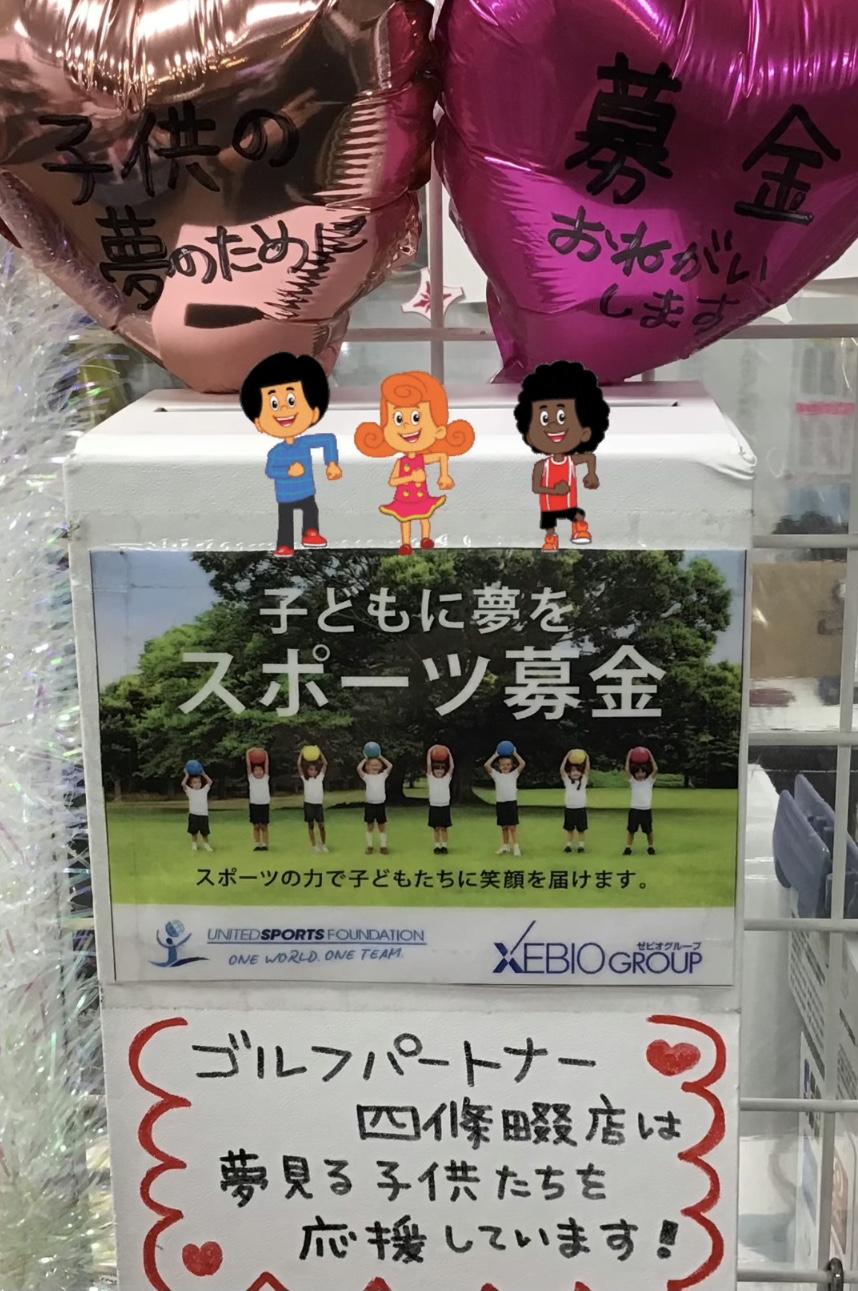 子供の
夢のために
募金
おねがい
します
子どもに夢を
スポーツ募金
スポーツの力で子どもたちに笑顔を届けます。
UNITED SPORTS FOUNDATION
ONE WORLD. ONE TEAM.
ゼビオグループ
XEBIO GROUP
ゴルフパートナー
四條畷店は
夢見る子供たちを
応援しています!